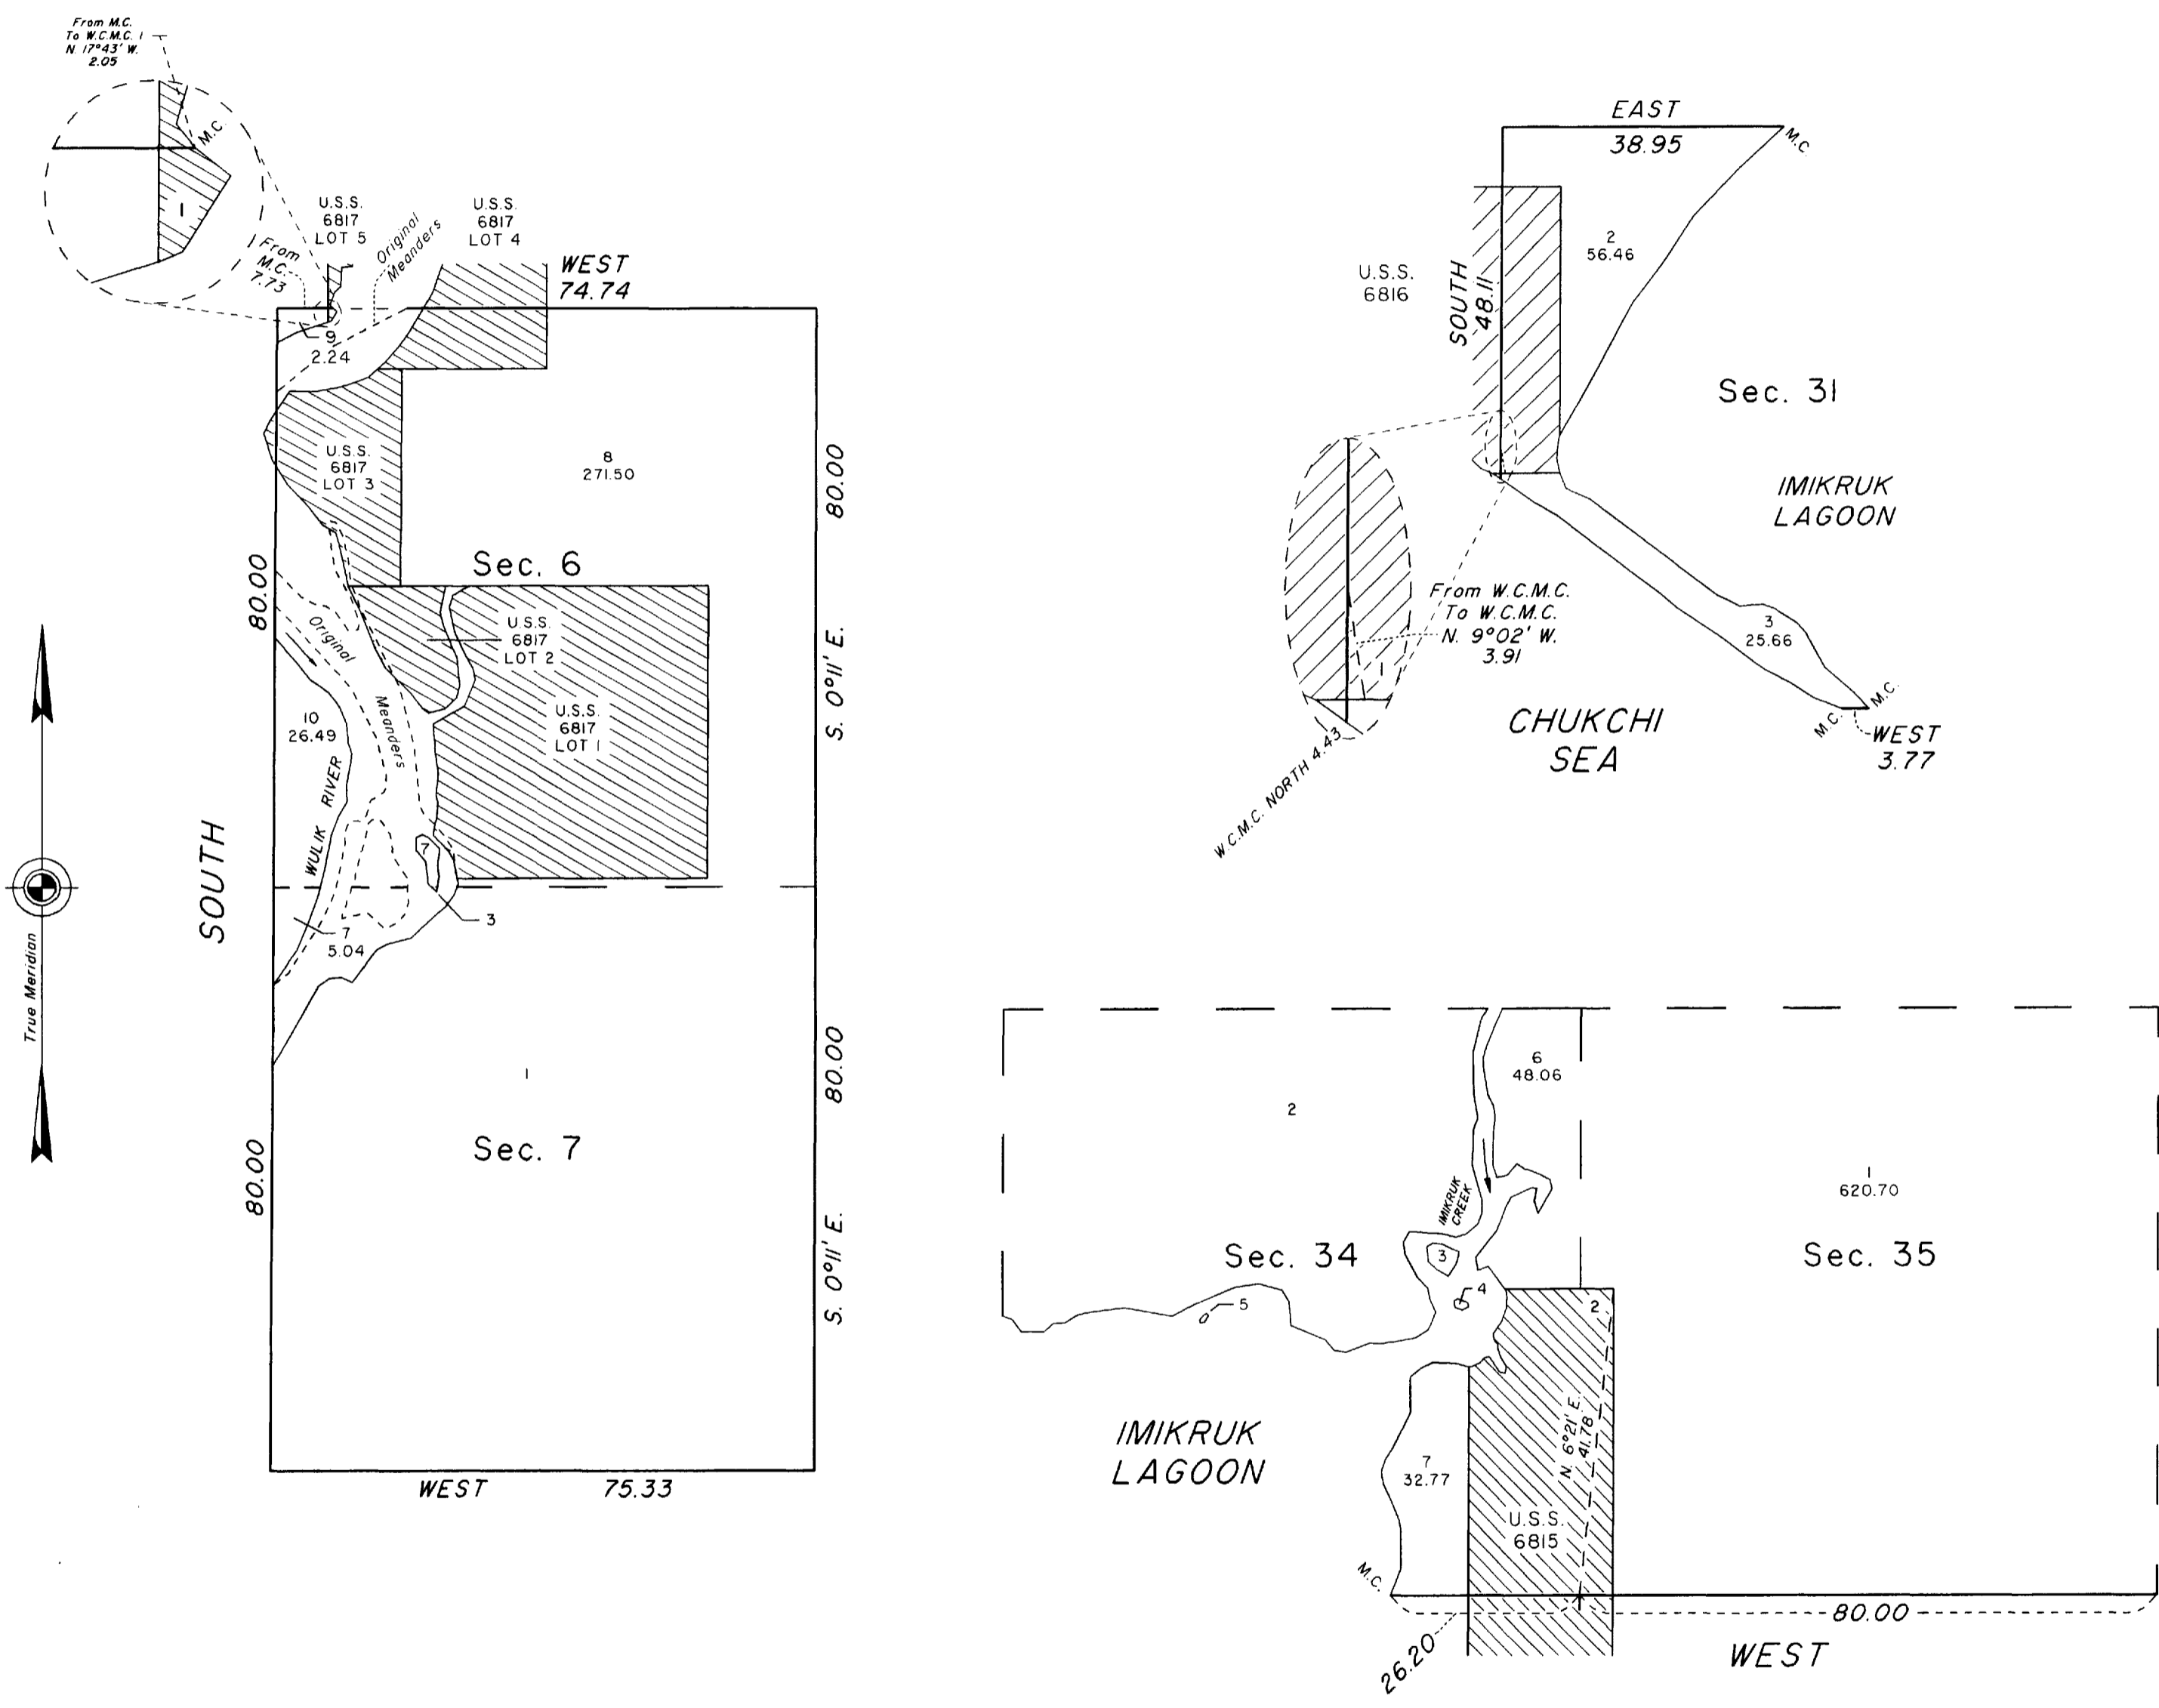 From M.C.
To W.C.M.C. 1
N. 17°43' W.
2.05
M.C.
1
From
M.C.
7.73
U.S.S.
6817
LOT 5
Original
Meanders
U.S.S.
6817
LOT 4
WEST
74.74
9
2.24
U.S.S.
6817
LOT 3
8
271.50
80.00
Sec. 6
80.00
S. 0°11' E.
U.S.S.
6817
LOT 2
Original
Meanders
U.S.S.
6817
LOT 1
10
26.49
WULIK RIVER
7
3
7
5.04
SOUTH
True Meridian
1
Sec. 7
80.00
80.00
S. 0°11' E.
WEST 75.33
EAST
38.95
M.C.
2
56.46
U.S.S.
6816
SOUTH
48.11
Sec. 31
IMIKRUK
LAGOON
From W.C.M.C.
To W.C.M.C.
N. 9°02' W.
3.91
3
25.66
M.C.
M.C.
WEST
3.77
CHUKCHI
SEA
W.C.M.C. NORTH 4.43
6
48.06
2
1
620.70
IMIKRUK
CREEK
Sec. 34
3
Sec. 35
4
5
2
IMIKRUK
LAGOON
N. 6°21' E.
41.78
7
32.77
U.S.S.
6815
M.C.
80.00
26.20
WEST